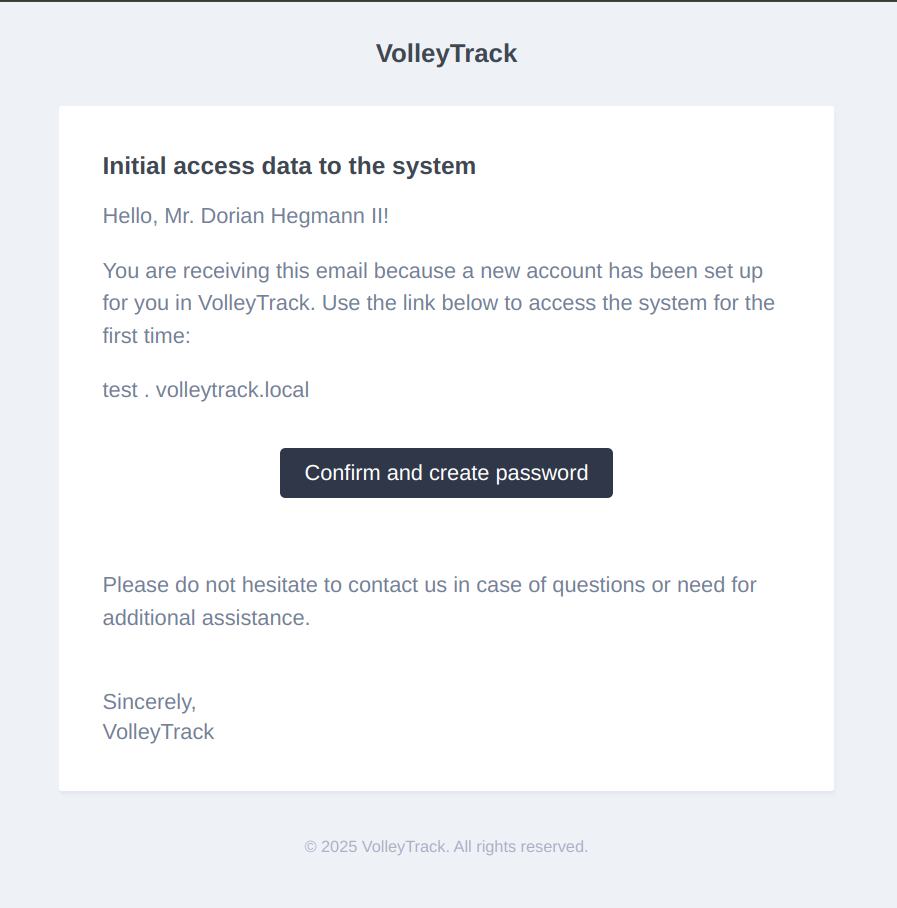 VolleyTrack
Initial access data to the system
Hello, Mr. Dorian Hegmann II!
You are receiving this email because a new account has been set up
for you in VolleyTrack. Use the link below to access the system for the
first time:
test . volleytrack.local
Confirm and create password
Please do not hesitate to contact us in case of questions or need for
additional assistance.
Sincerely,
VolleyTrack
© 2025 VolleyTrack. All rights reserved.